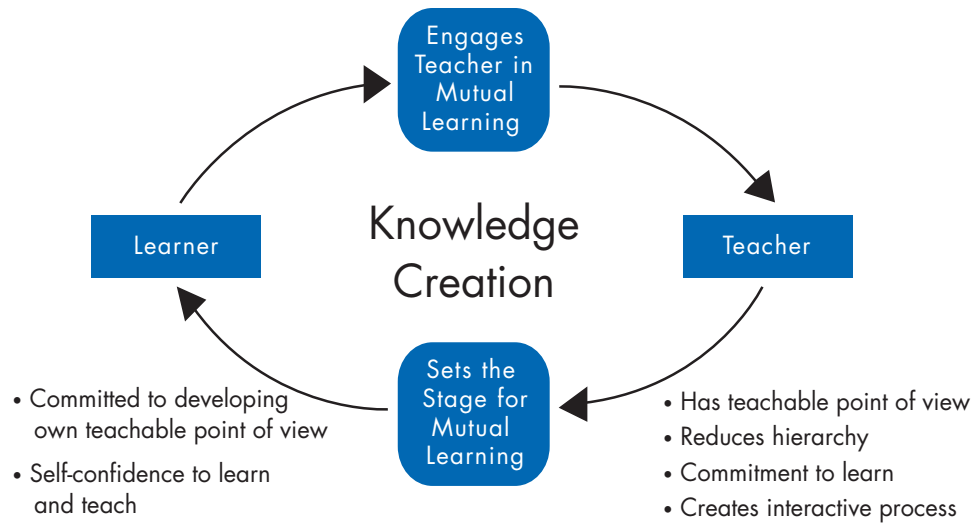 Engages
Teacher in
Mutual
Learning
Knowledge
Creation
Learner
Teacher
Sets the
Stage for
Mutual
Learning
• Committed to developing
own teachable point of view
• Self-confidence to learn
and teach
• Has teachable point of view
• Reduces hierarchy
• Commitment to learn
• Creates interactive process